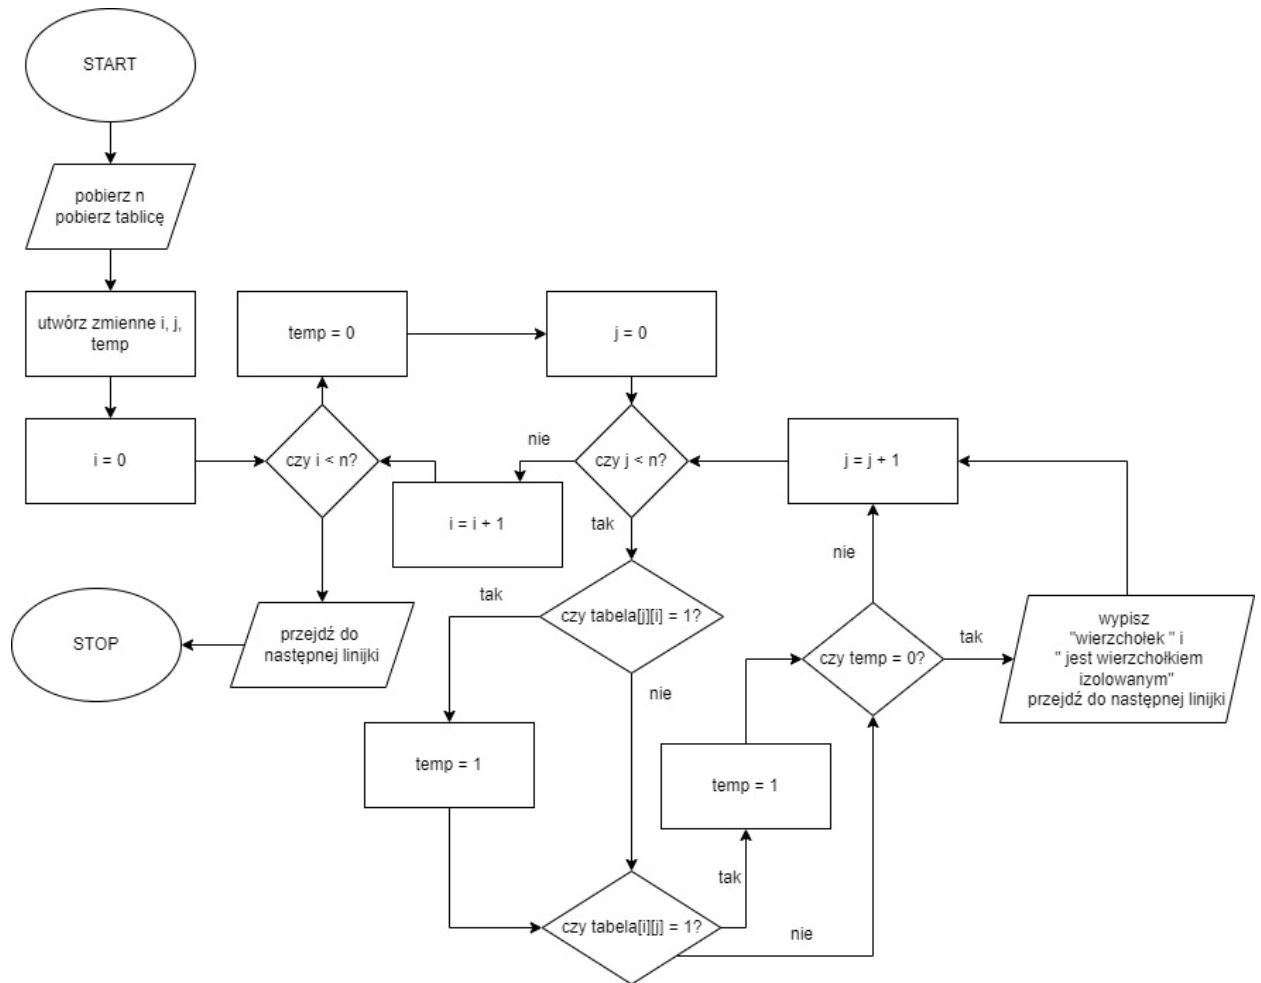 START
pobierz n
pobierz tablicę
utwórz zmienne i, j,
temp
i = 0
czy i < n?
temp = 0
j = 0
czy j < n?
nie
i = i + 1
tak
j = j + 1
czy tabela[j][i] = 1?
tak
nie
temp = 1
czy tabela[i][j] = 1?
tak
nie
temp = 1
czy temp = 0?
nie
tak
wypisz
"wierzchołek " i
" jest wierzchołkiem
izolowanym"
przejdź do następnej linijki
przejdź do
następnej linijki
STOP